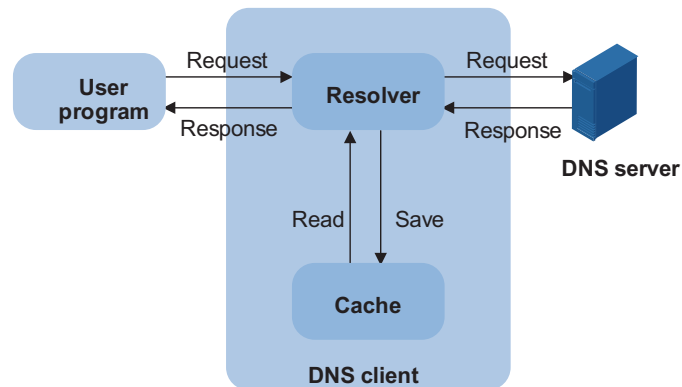 Request
Request
User
program
Resolver
Response
Response
DNS server
Read
Save
Cache
DNS client